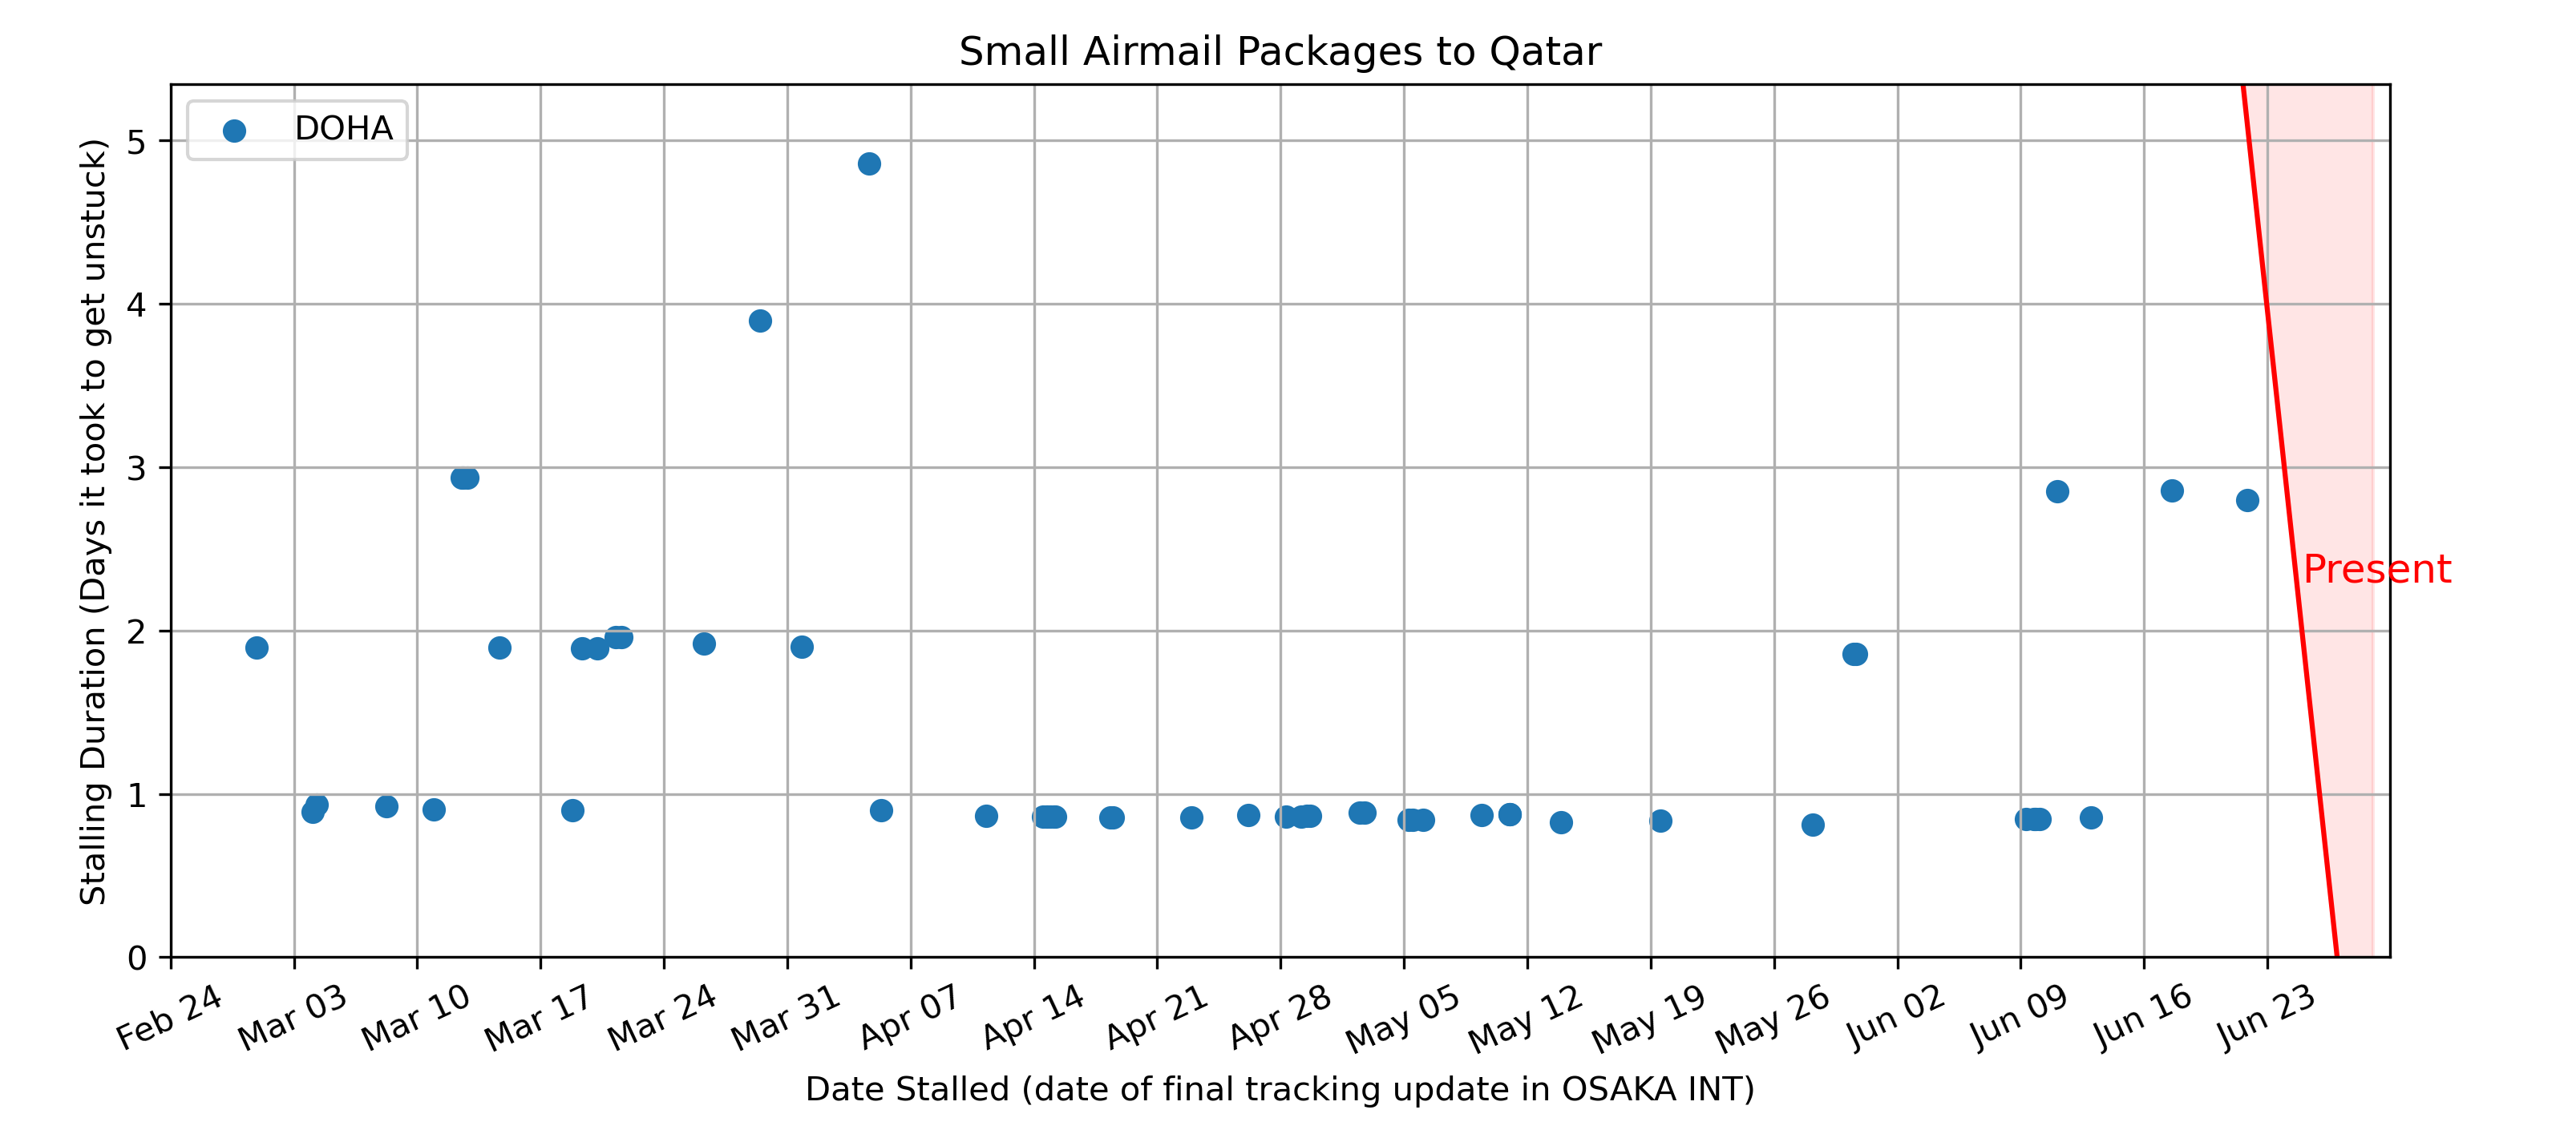 Small Airmail Packages to Qatar
DOHA
Stalling Duration (Days it took to get unstuck)
5
4
3
2
1
0
Present
Feb 24 Mar 03 Mar 10 Mar 17 Mar 24 Mar 31 Apr 07 Apr 14 Apr 21 Apr 28 May 05 May 12 May 19 May 26 Jun 02 Jun 09 Jun 16 Jun 23
Date Stalled (date of final tracking update in OSAKA INT)